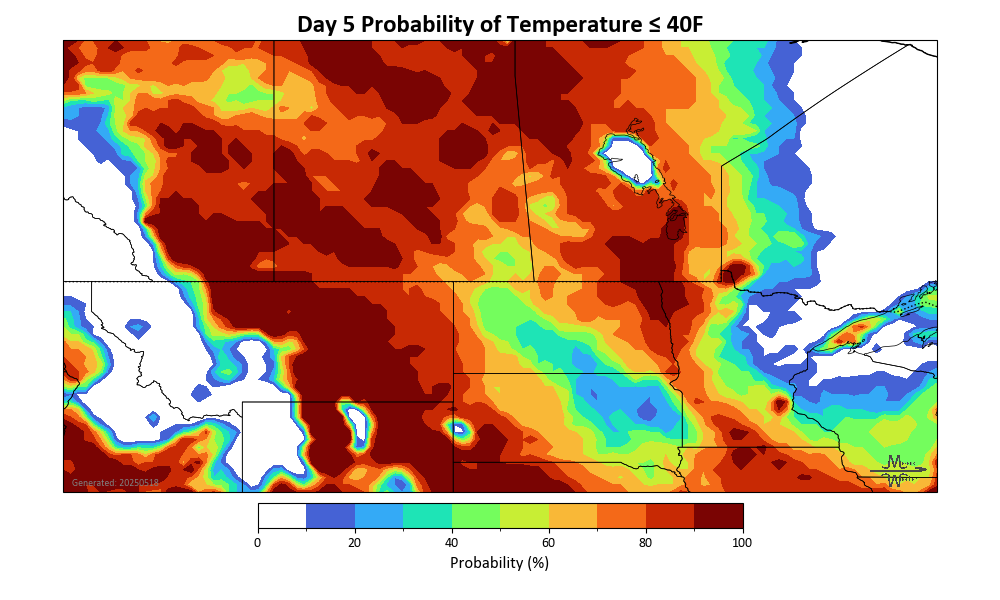 Day 5 Probability of Temperature ≤ 40F
Generated: 20250518
0 20 40 60 80 100
Probability (%)